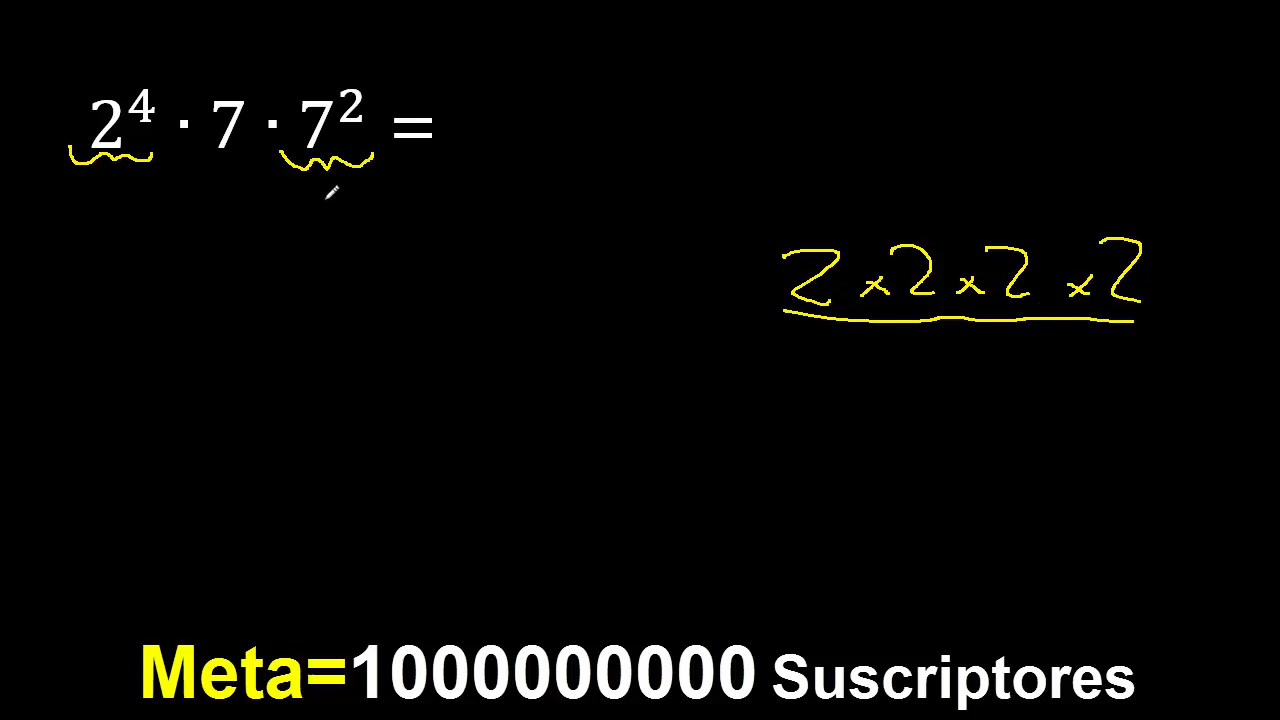 2⁴ · 7 · 7² =
2 × 2 × 2 × 2
Meta=1000000000 Suscriptores